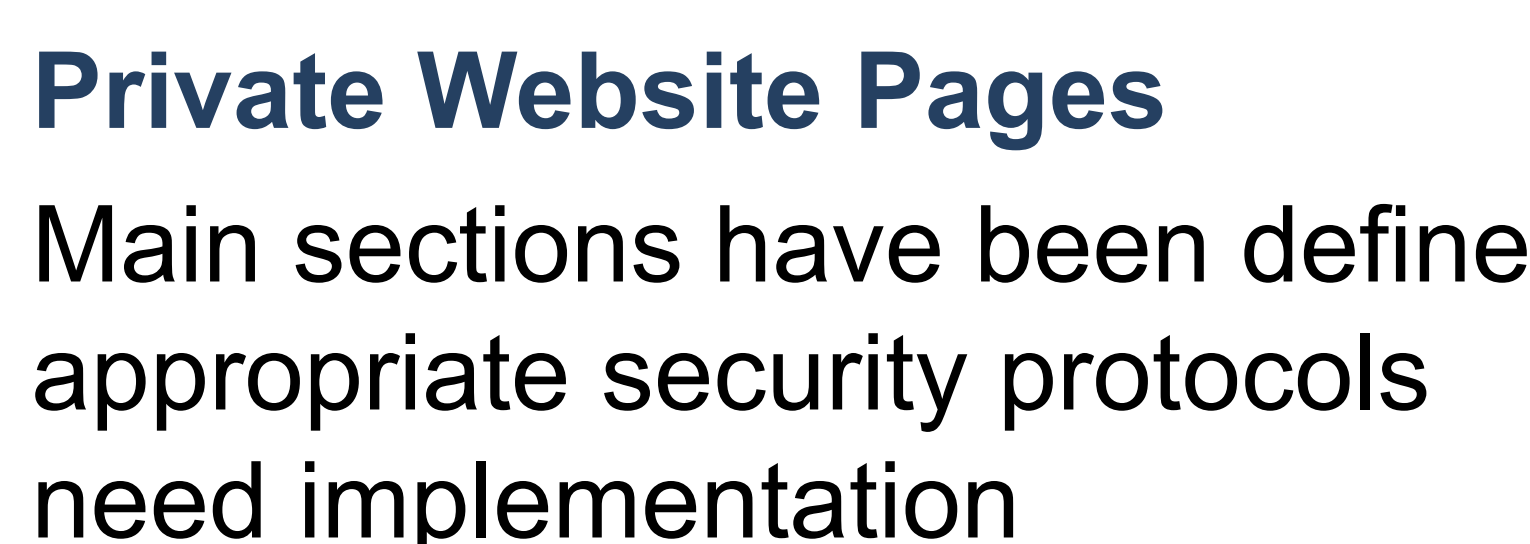 Private Website Pages
Main sections have been define
appropriate security protocols
need implementation